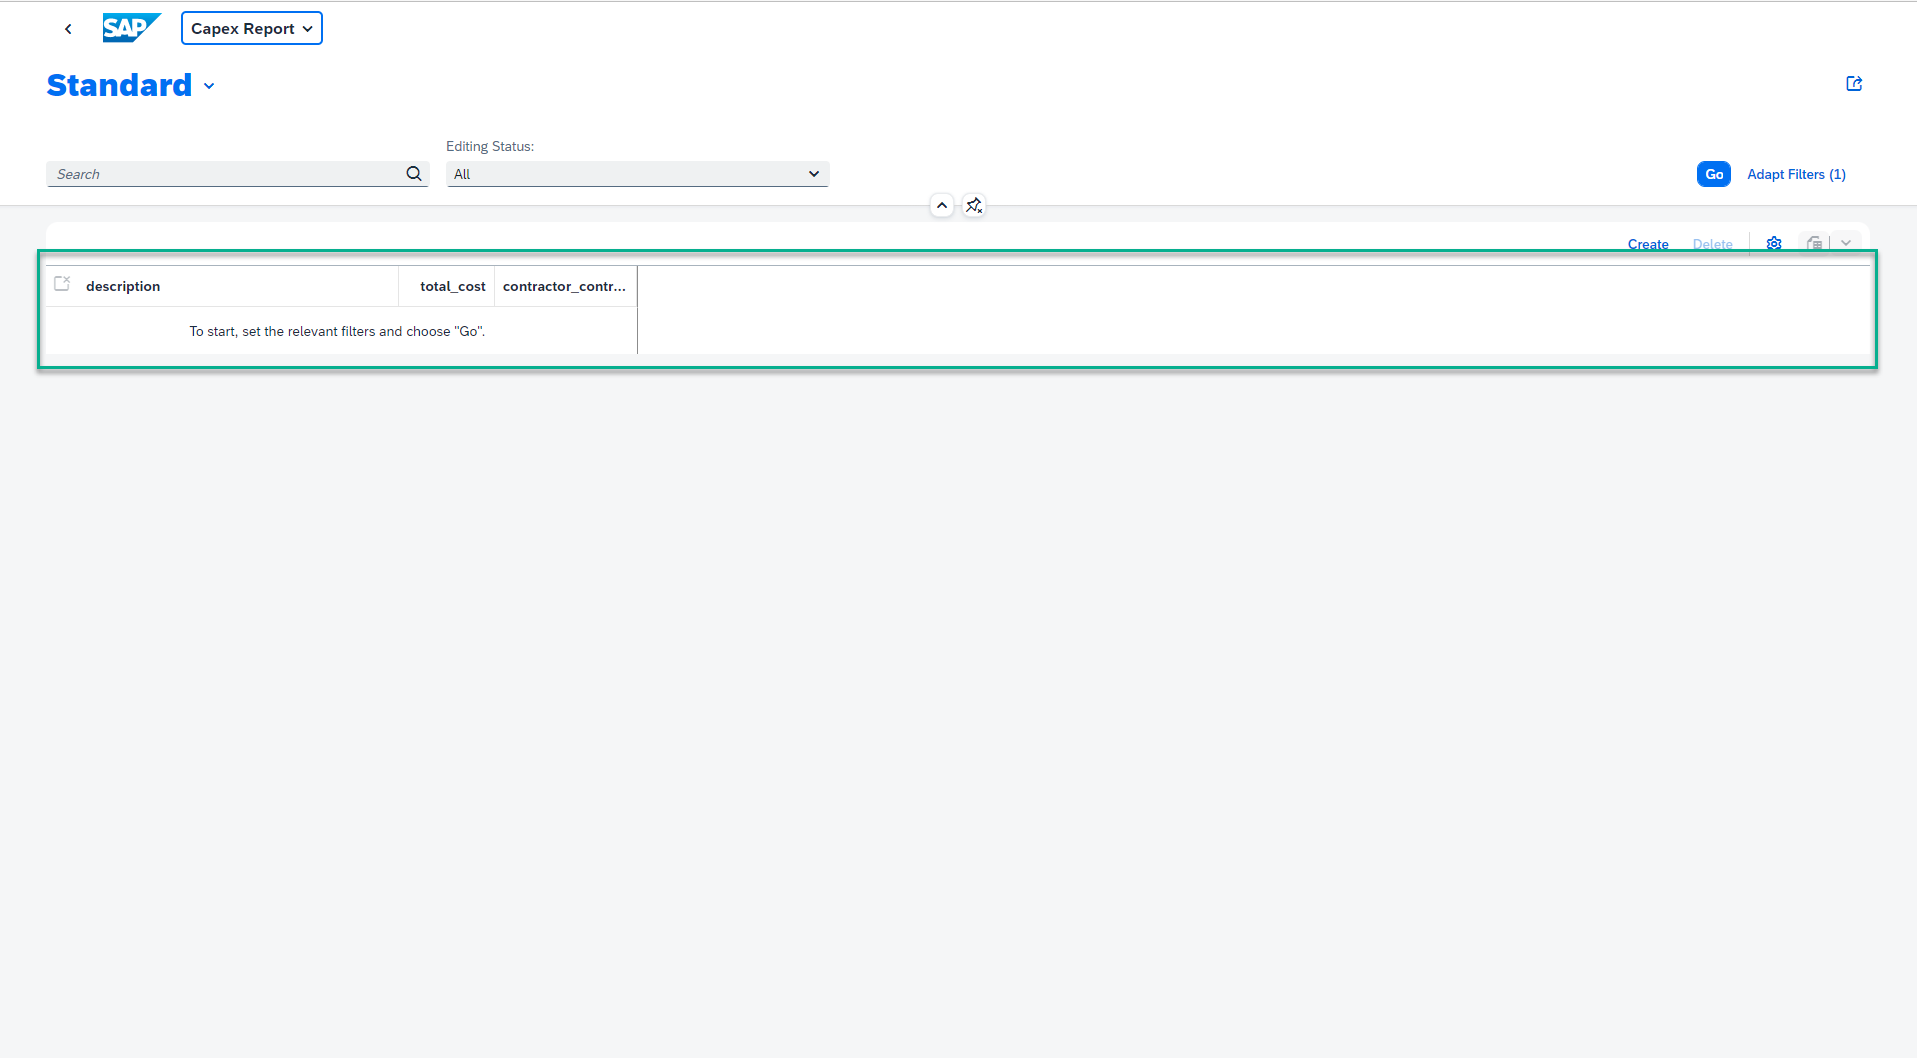 SAP
Capex Report
Standard
Editing Status:
Search
All
Go
Adapt Filters (1)
Create
Delete
description
total_cost
contractor_contr...
To start, set the relevant filters and choose "Go".